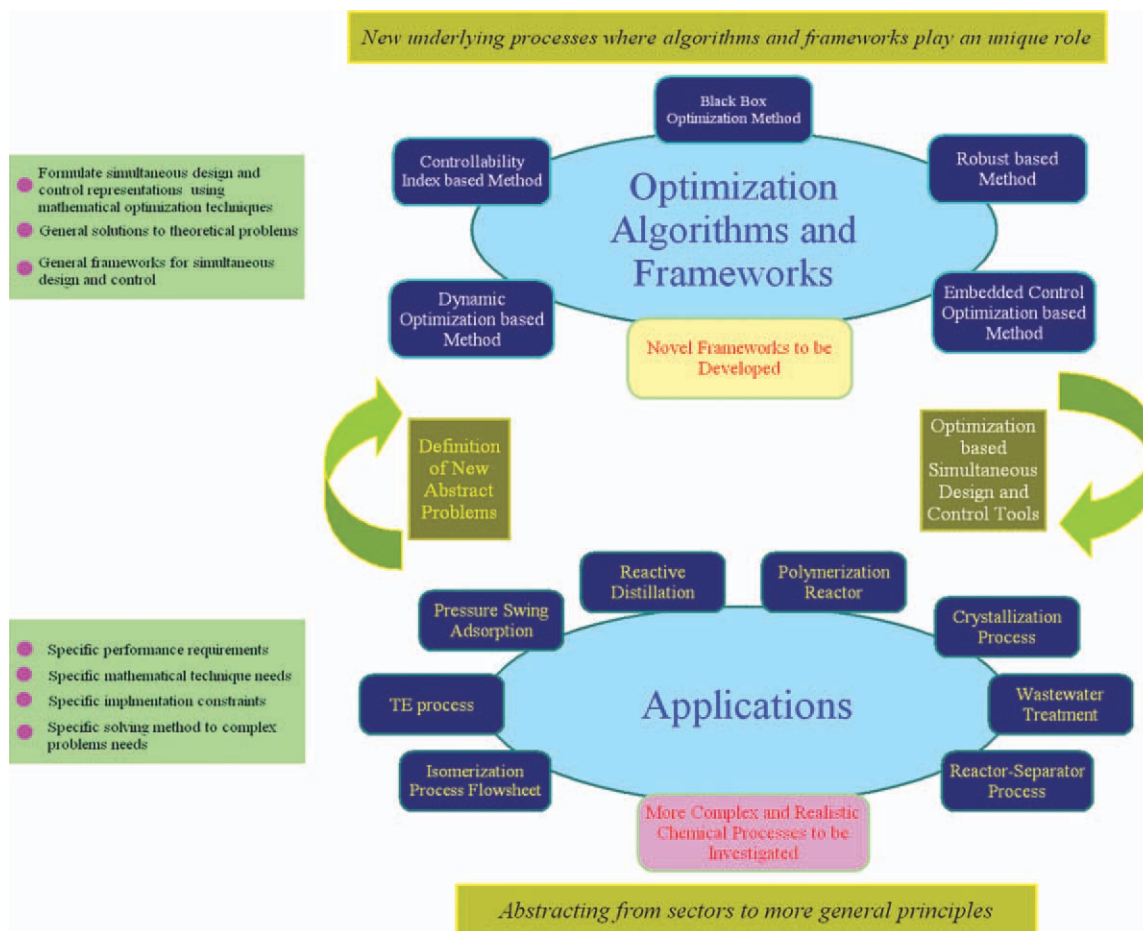 New underlying processes where algorithms and frameworks play an unique role
Black Box
Optimization Method
Controllability
Index based Method
Robust based
Method
Optimization
Algorithms and
Frameworks
Formulate simultaneous design and
control representations using
mathematical optimization techniques
General solutions to theoretical problems
General frameworks for simultaneous
design and control
Dynamic
Optimization based
Method
Embedded Control
Optimization based
Method
Novel Frameworks to be
Developed
Definition
of New
Abstract
Problems
Optimization
based
Simultaneous
Design and
Control Tools
Reactive
Distillation
Polymerization
Reactor
Pressure Swing
Adsorption
Crystallization
Process
Specific performance requirements
Specific mathematical technique needs
Specific implmentation constraints
Specific solving method to complex
problems needs
TE process
Applications
Wastewater
Treatment
Isomerization
Process Flowsheet
Reactor-Separator
Process
More Complex and Realistic
Chemical Processes to be
Investigated
Abstracting from sectors to more general principles